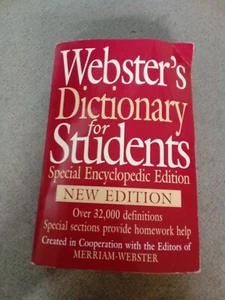 Webster's
Dictionary
for
Students
Special Encyclopedic Edition
NEW EDITION
Over 32,000 definitions
Special sections provide homework help
Created in Cooperation with the Editors of
MERRIAM-WEBSTER